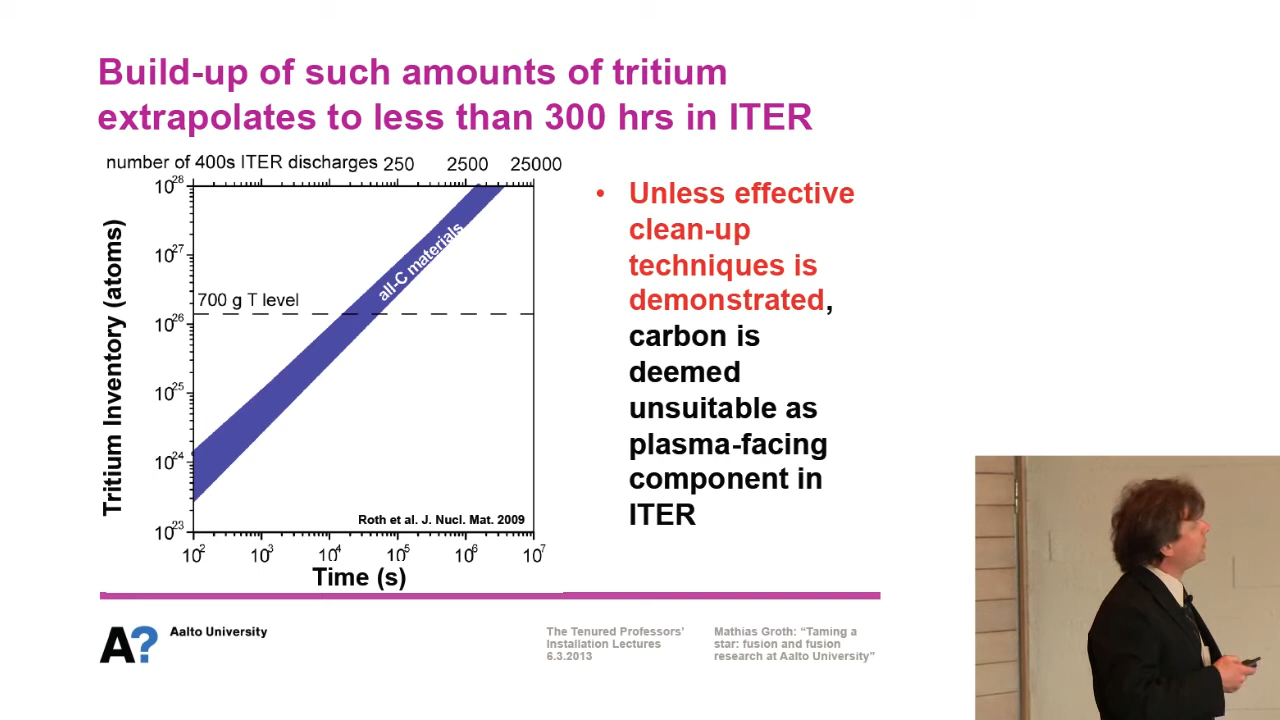 Build-up of such amounts of tritium
extrapolates to less than 300 hrs in ITER
number of 400s ITER discharges 250 2500 25000
Tritium Inventory (atoms)
10^28
10^27
10^26
10^25
10^24
10^23
700 g T level
all-C materials
Roth et al. J. Nucl. Mat. 2009
10^2 10^3 10^4 10^5 10^6 10^7
Time (s)
• Unless effective
clean-up
techniques is
demonstrated,
carbon is
deemed
unsuitable as
plasma-facing
component in
ITER
A?
Aalto University
The Tenured Professors'
Installation Lectures
6.3.2013
Mathias Groth: “Taming a
star: fusion and fusion
research at Aalto University”